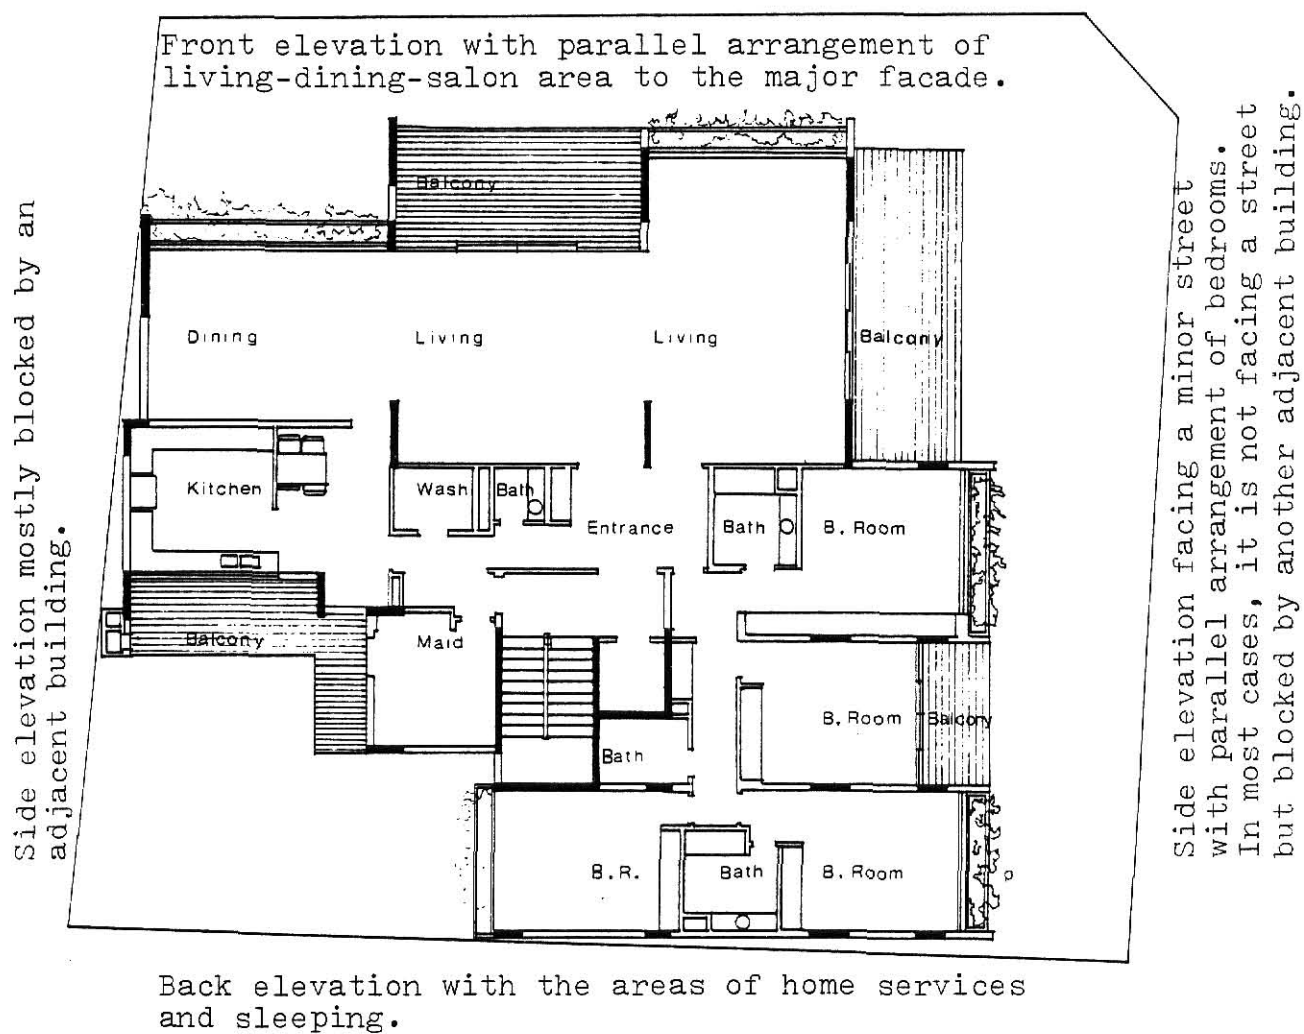 Front elevation with parallel arrangement of
living-dining-salon area to the major facade.
Side elevation mostly blocked by an
adjacent building.
Side elevation facing a minor street
with parallel arrangement of bedrooms.
In most cases, it is not facing a street
but blocked by another adjacent building.
Balcony
Dining
Living
Living
Balcony
Kitchen
Wash
Bath
Entrance
Bath
B. Room
Balcony
Maid
B. Room
Balcony
Bath
B.R.
Bath
B. Room
Back elevation with the areas of home services
and sleeping.